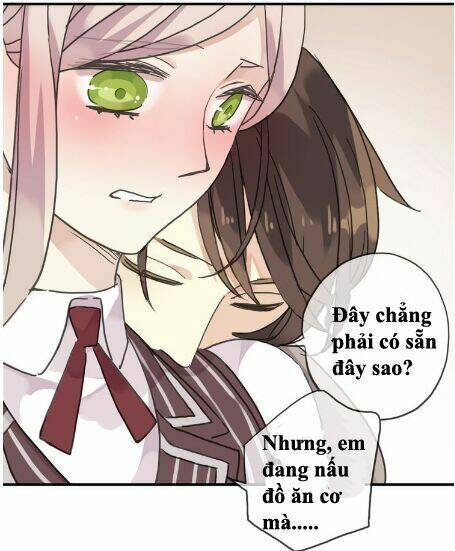 Đây chẳng
phải có sẵn
đây sao?
Nhưng, em
đang nấu
đồ ăn cơ
mà.....